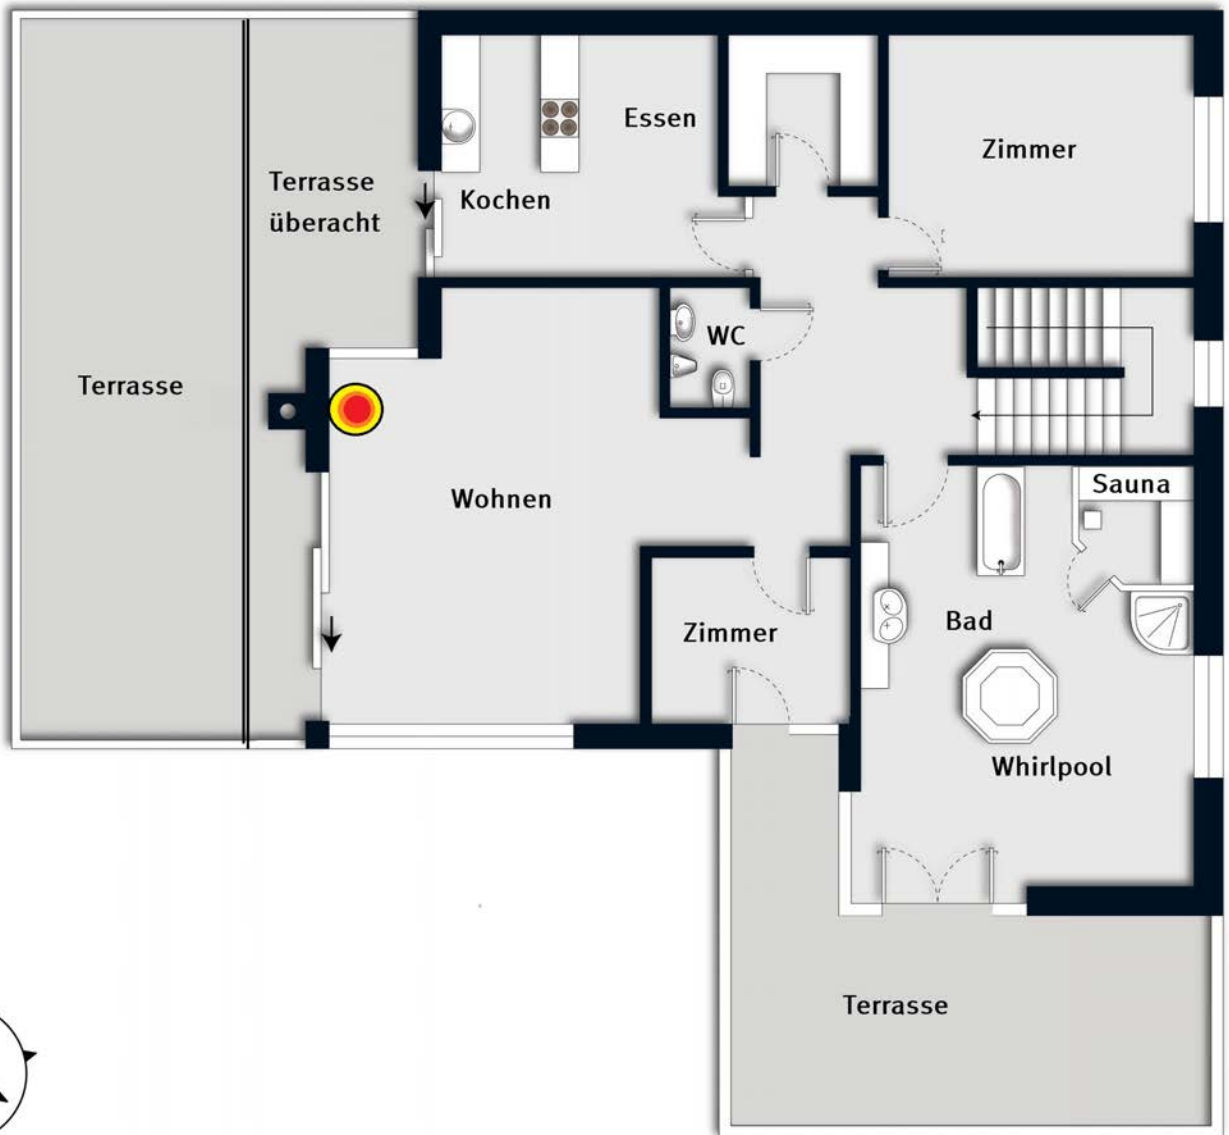 Essen
Zimmer
Terrasse
überacht
Kochen
WC
Terrasse
Wohnen
Sauna
Zimmer
Bad
Whirlpool
Terrasse